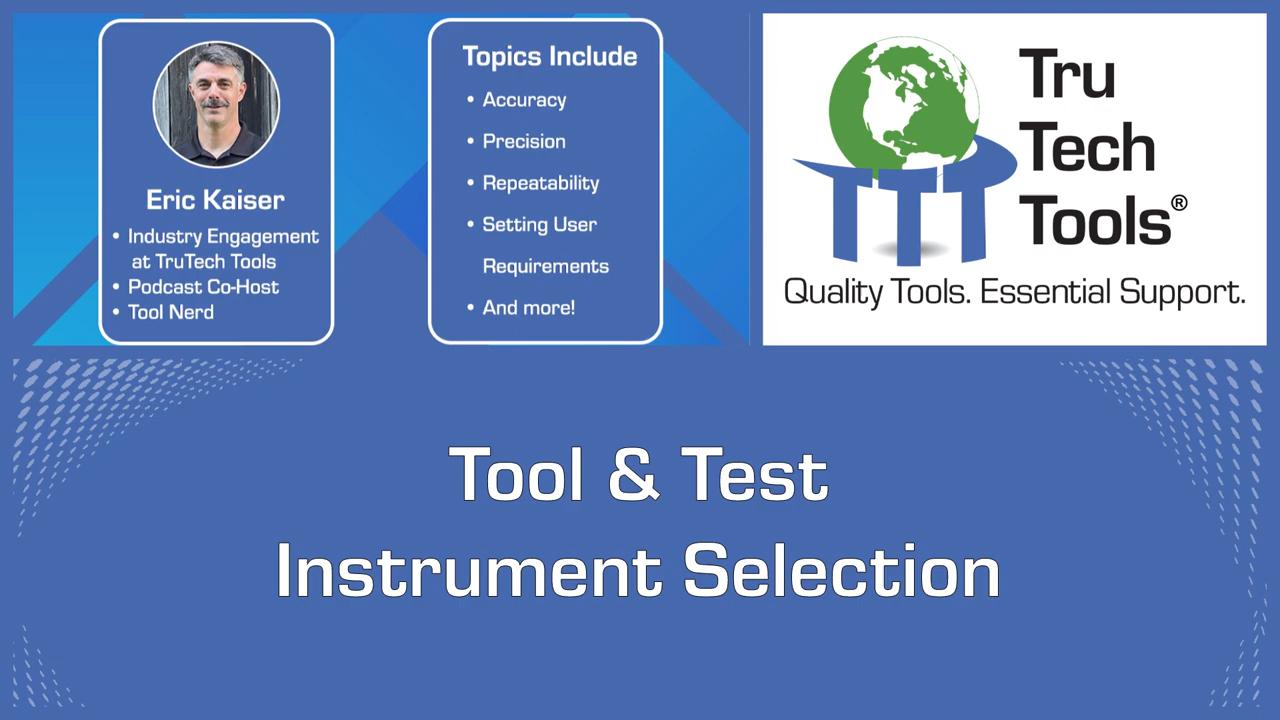 Eric Kaiser
• Industry Engagement
at TruTech Tools
• Podcast Co-Host
• Tool Nerd
Topics Include
• Accuracy
• Precision
• Repeatability
• Setting User
Requirements
• And more!
Tru
Tech
Tools®
Quality Tools. Essential Support.
Tool & Test
Instrument Selection